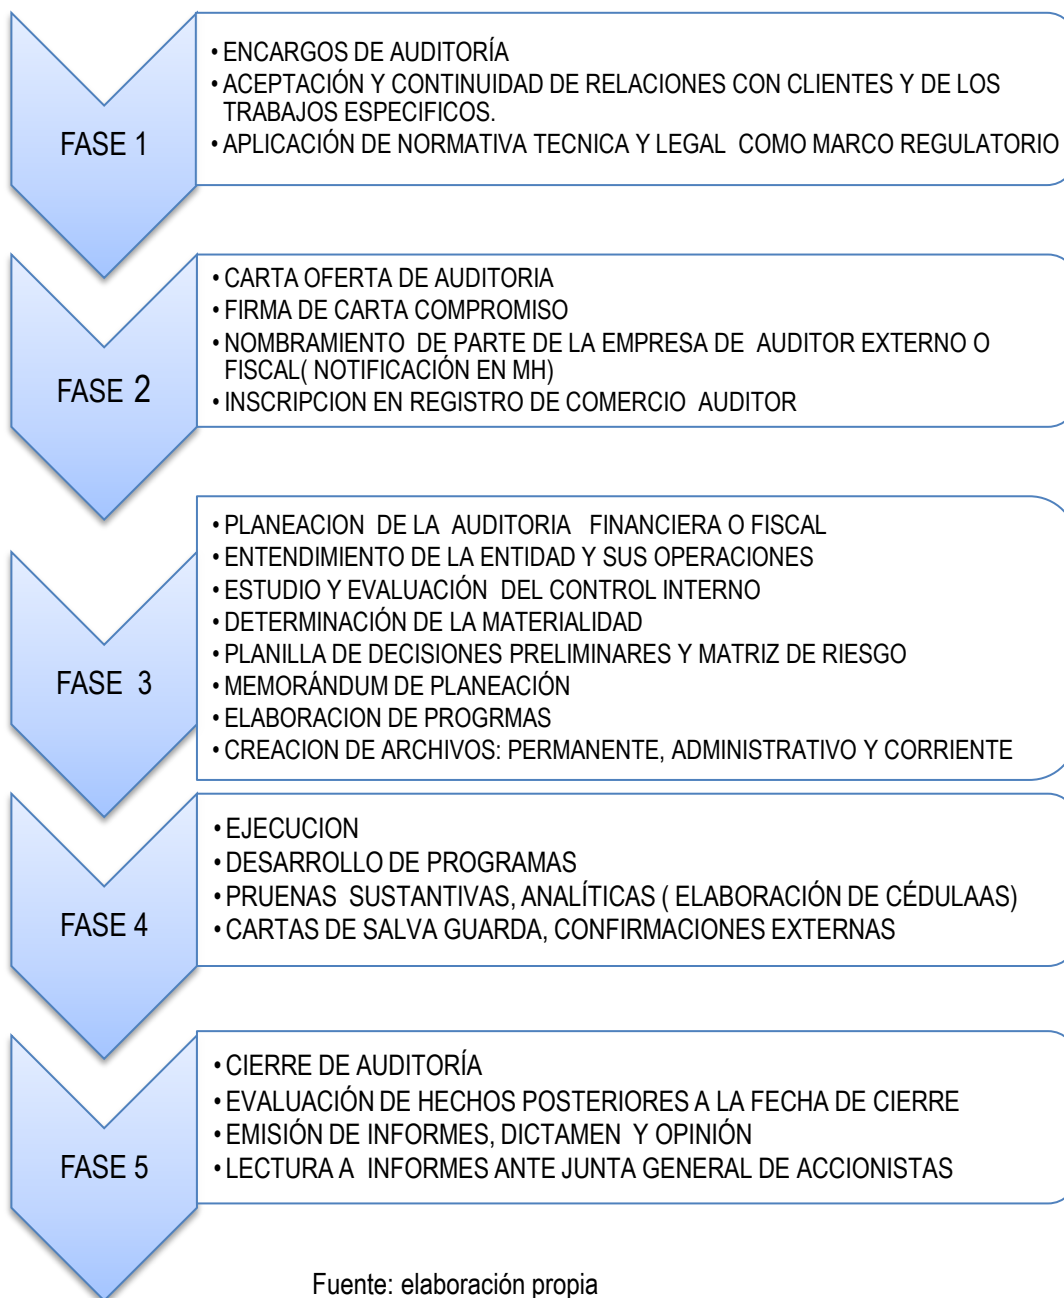 FASE 1
• ENCARGOS DE AUDITORÍA
• ACEPTACIÓN Y CONTINUIDAD DE RELACIONES CON CLIENTES Y DE LOS
TRABAJOS ESPECIFICOS.
• APLICACIÓN DE NORMATIVA TECNICA Y LEGAL COMO MARCO REGULATORIO
FASE 2
• CARTA OFERTA DE AUDITORIA
• FIRMA DE CARTA COMPROMISO
• NOMBRAMIENTO DE PARTE DE LA EMPRESA DE AUDITOR EXTERNO O
FISCAL( NOTIFICACIÓN EN MH)
• INSCRIPCION EN REGISTRO DE COMERCIO AUDITOR
FASE 3
• PLANEACION DE LA AUDITORIA FINANCIERA O FISCAL
• ENTENDIMIENTO DE LA ENTIDAD Y SUS OPERACIONES
• ESTUDIO Y EVALUACIÓN DEL CONTROL INTERNO
• DETERMINACIÓN DE LA MATERIALIDAD
• PLANILLA DE DECISIONES PRELIMINARES Y MATRIZ DE RIESGO
• MEMORÁNDUM DE PLANEACIÓN
• ELABORACION DE PROGRMAS
• CREACION DE ARCHIVOS: PERMANENTE, ADMINISTRATIVO Y CORRIENTE
FASE 4
• EJECUCION
• DESARROLLO DE PROGRAMAS
• PRUENAS SUSTANTIVAS, ANALÍTICAS ( ELABORACIÓN DE CÉDULAAS)
• CARTAS DE SALVA GUARDA, CONFIRMACIONES EXTERNAS
FASE 5
• CIERRE DE AUDITORÍA
• EVALUACIÓN DE HECHOS POSTERIORES A LA FECHA DE CIERRE
• EMISIÓN DE INFORMES, DICTAMEN Y OPINIÓN
• LECTURA A INFORMES ANTE JUNTA GENERAL DE ACCIONISTAS
Fuente: elaboración propia